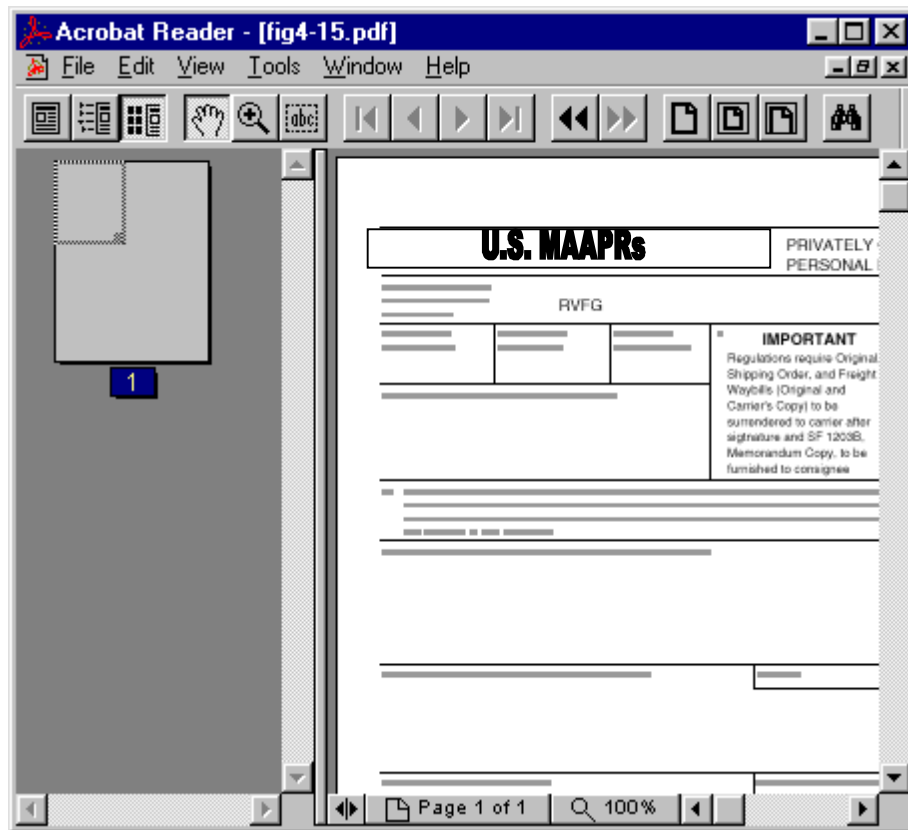 Acrobat Reader - [fig4-15.pdf]
File Edit View Tools Window Help
abc
1
U.S. MAAPRs
PRIVATELY
PERSONAL
RVFG
IMPORTANT
Regulations require Original
Shipping Order, and Freight
Waybills (Original and
Carrier's Copy) to be
surrendered to carrier after
sigtnature and SF 1203B,
Memorandum Copy, to be
furnished to consignee
Page 1 of 1
100%